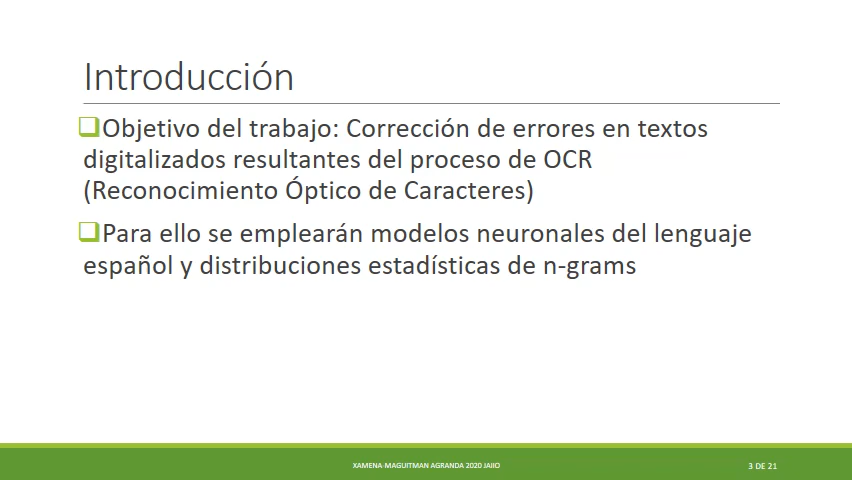 Introducción
Objetivo del trabajo: Corrección de errores en textos
digitalizados resultantes del proceso de OCR
(Reconocimiento Óptico de Caracteres)
Para ello se emplearán modelos neuronales del lenguaje
español y distribuciones estadísticas de n-grams
XAMENA-MAGUITMAN AGRANDA 2020 JAIIO
3 DE 21